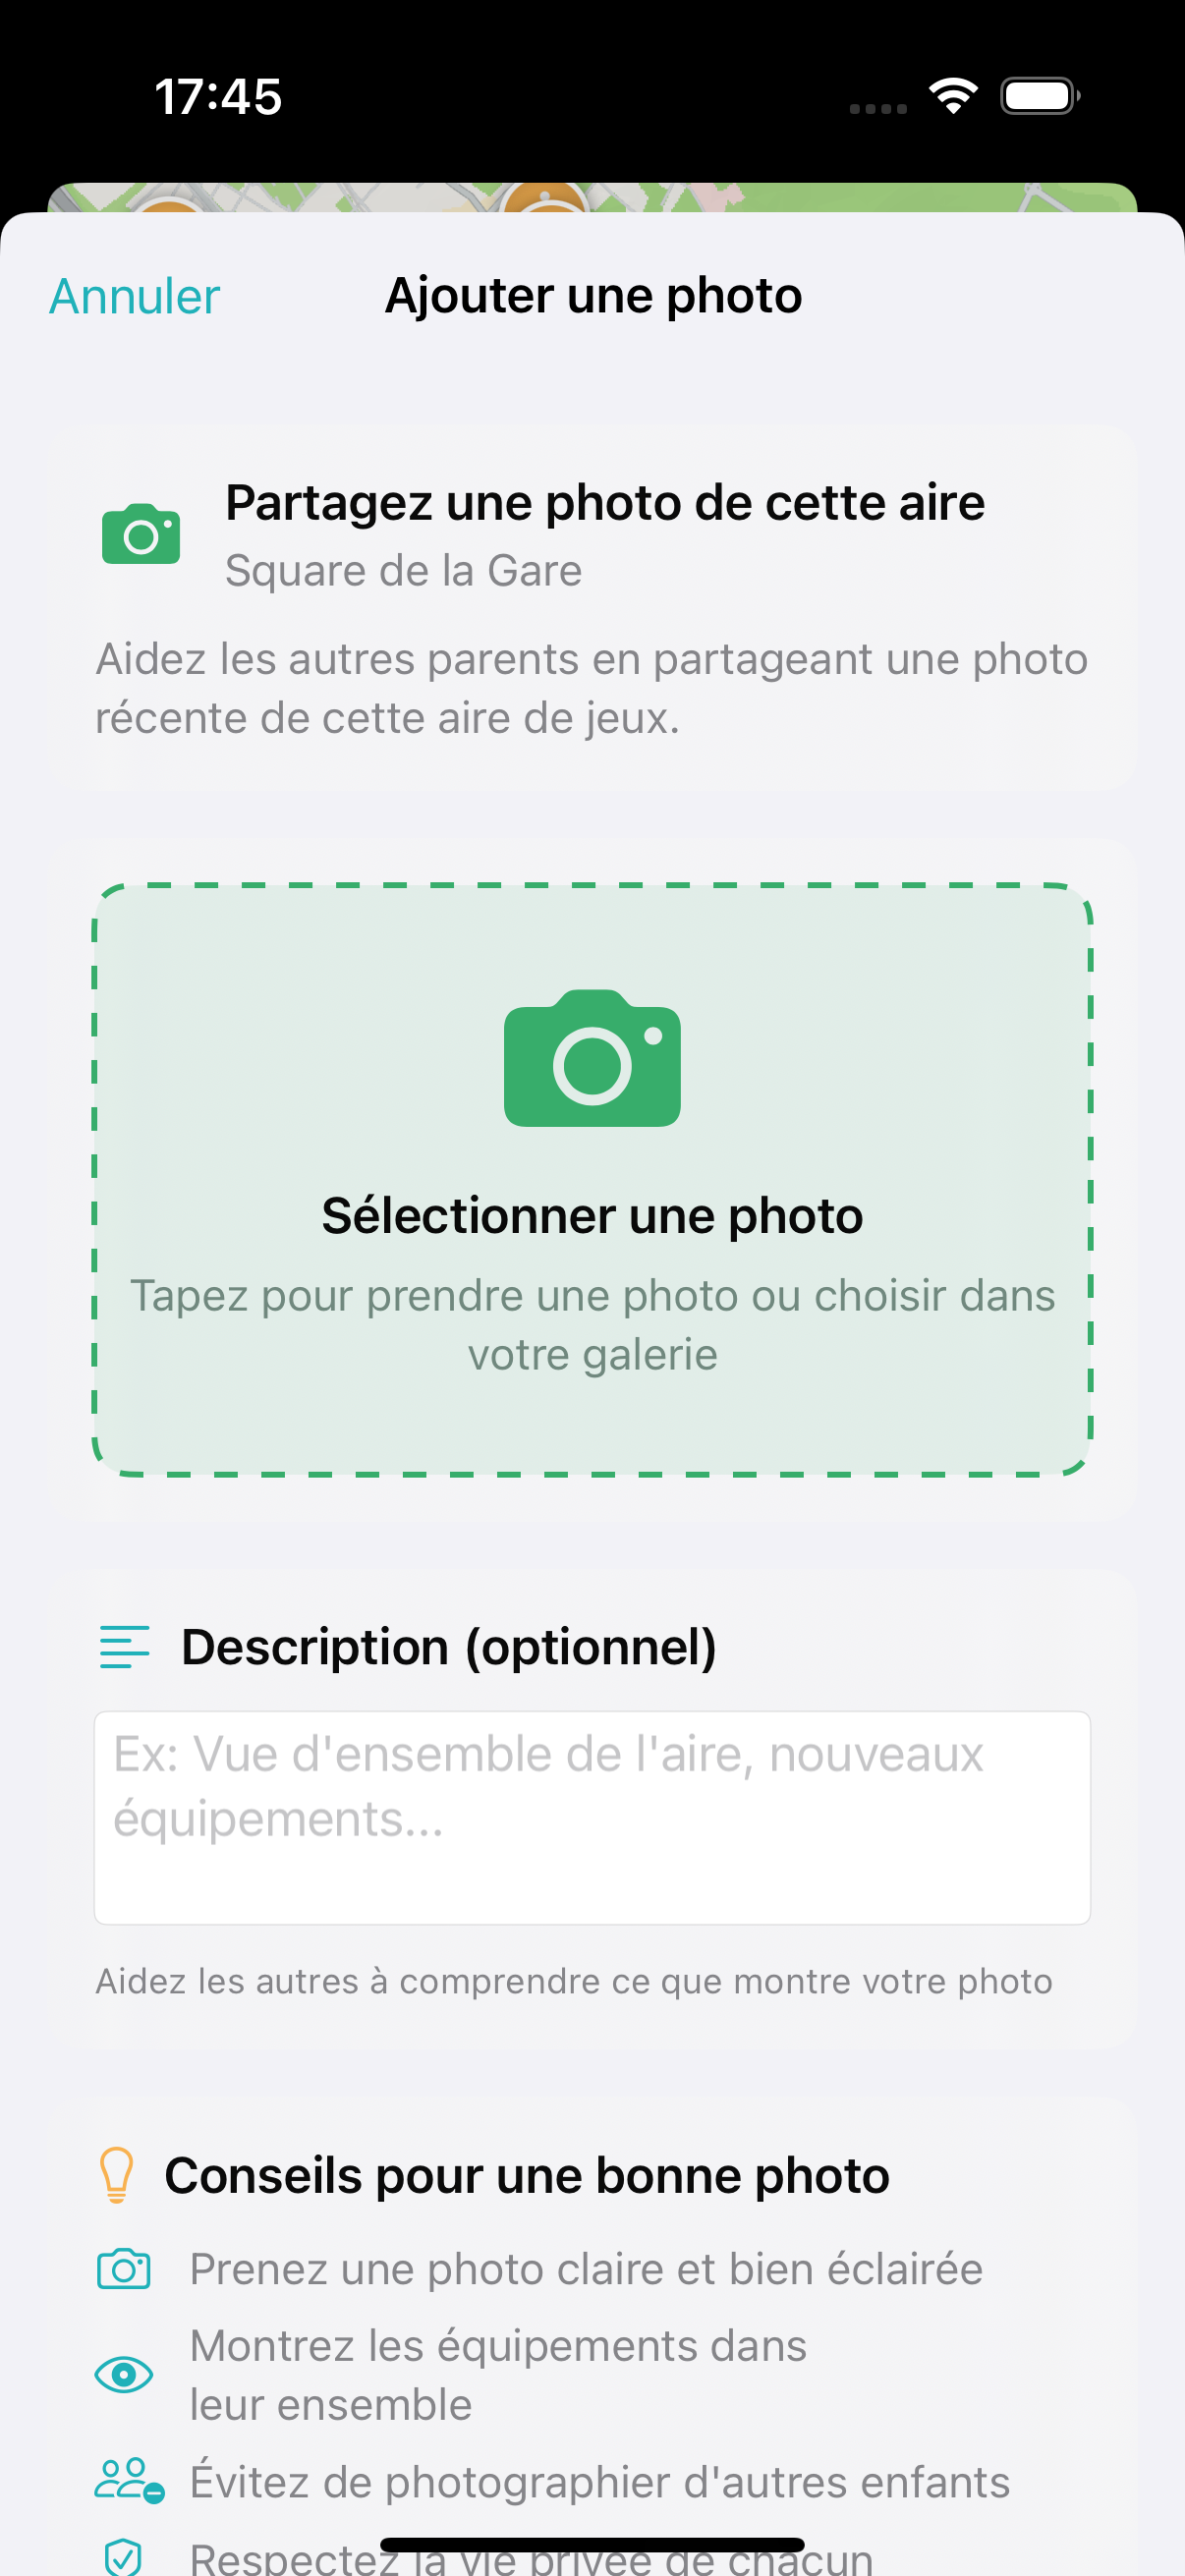 17:45
Annuler
Ajouter une photo
Partagez une photo de cette aire
Square de la Gare
Aidez les autres parents en partageant une photo
récente de cette aire de jeux.
Sélectionner une photo
Tapez pour prendre une photo ou choisir dans
votre galerie
Description (optionnel)
Ex: Vue d'ensemble de l'aire, nouveaux
équipements...
Aidez les autres à comprendre ce que montre votre photo
Conseils pour une bonne photo
Prenez une photo claire et bien éclairée
Montrez les équipements dans
leur ensemble
Évitez de photographier d'autres enfants
Respectez la vie privée de chacun